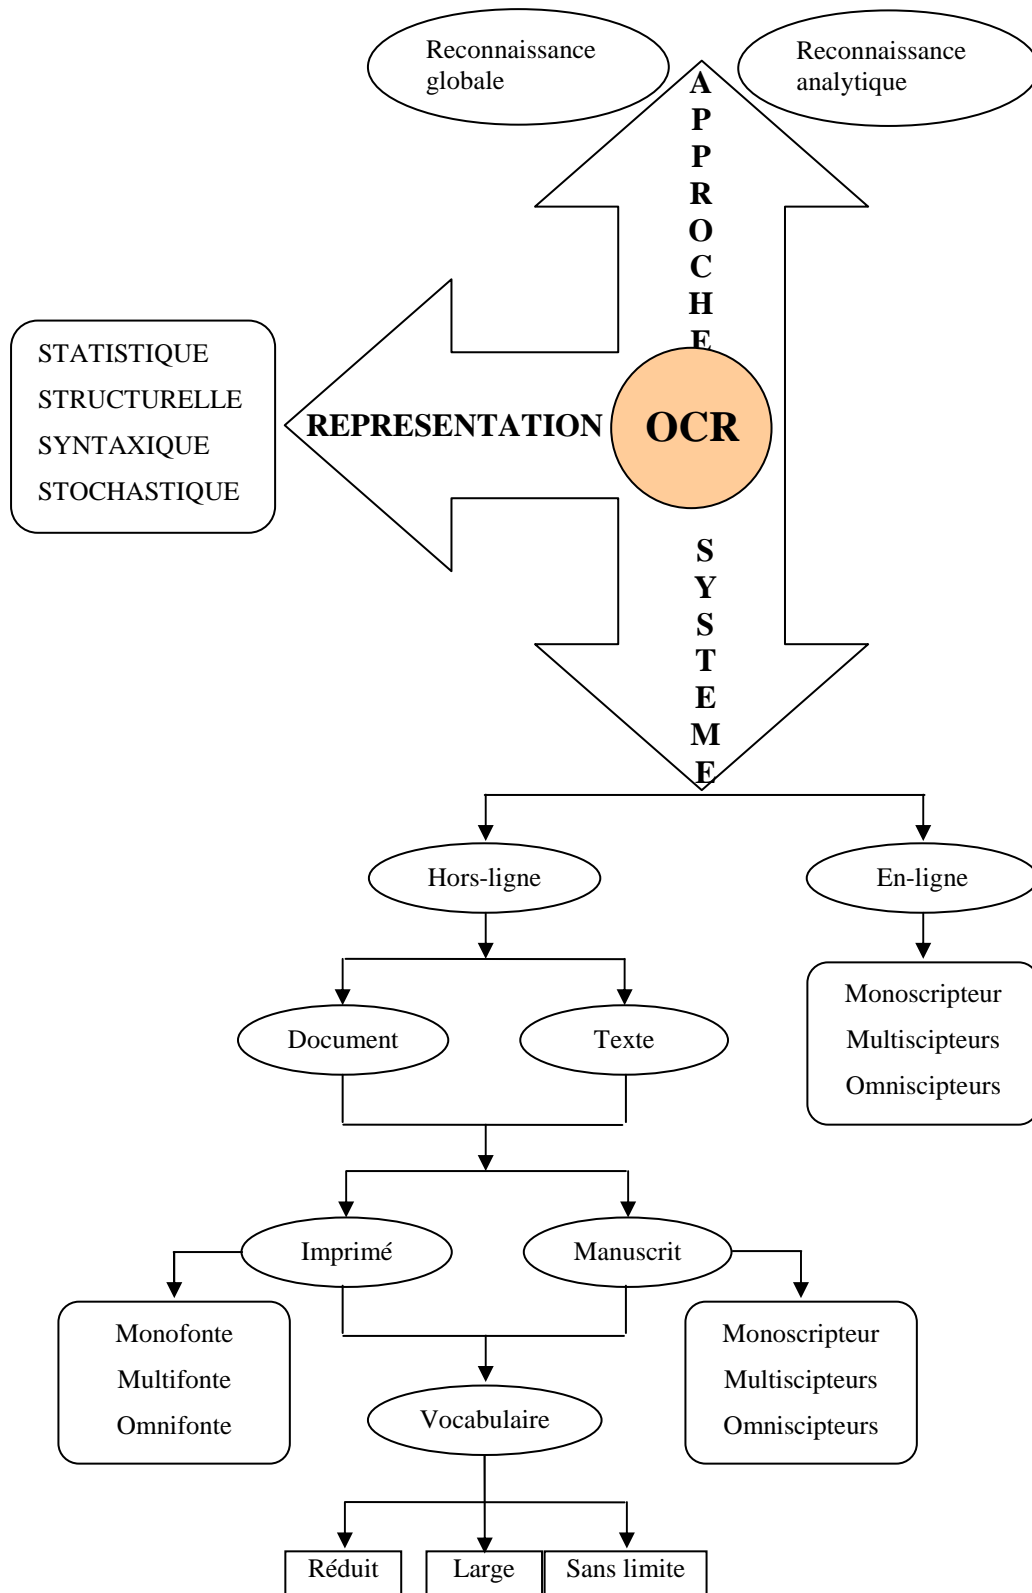 Reconnaissance
globale
Reconnaissance
analytique
APPROCHE
STATISTIQUE
STRUCTURELLE
SYNTAXIQUE
STOCHASTIQUE
REPRESENTATION
OCR
SYSTEME
Hors-ligne
En-ligne
Monoscripteur
Multiscipteurs
Omniscipteurs
Document
Texte
Imprimé
Manuscrit
Monofonte
Multifonte
Omnifonte
Monoscripteur
Multiscipteurs
Omniscipteurs
Vocabulaire
Réduit
Large
Sans limite